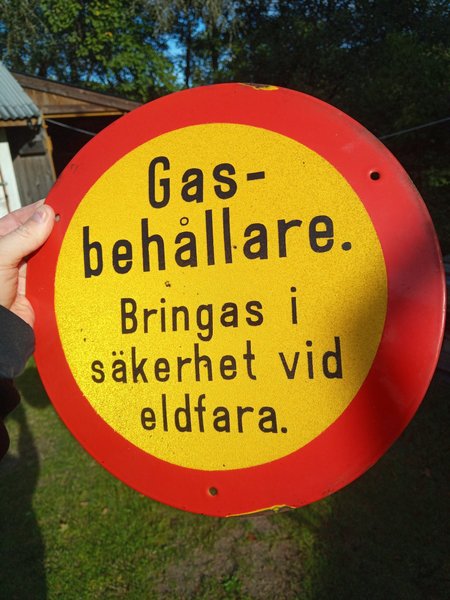 Gas-
behållare.
Bringas i
säkerhet vid
eldfara.